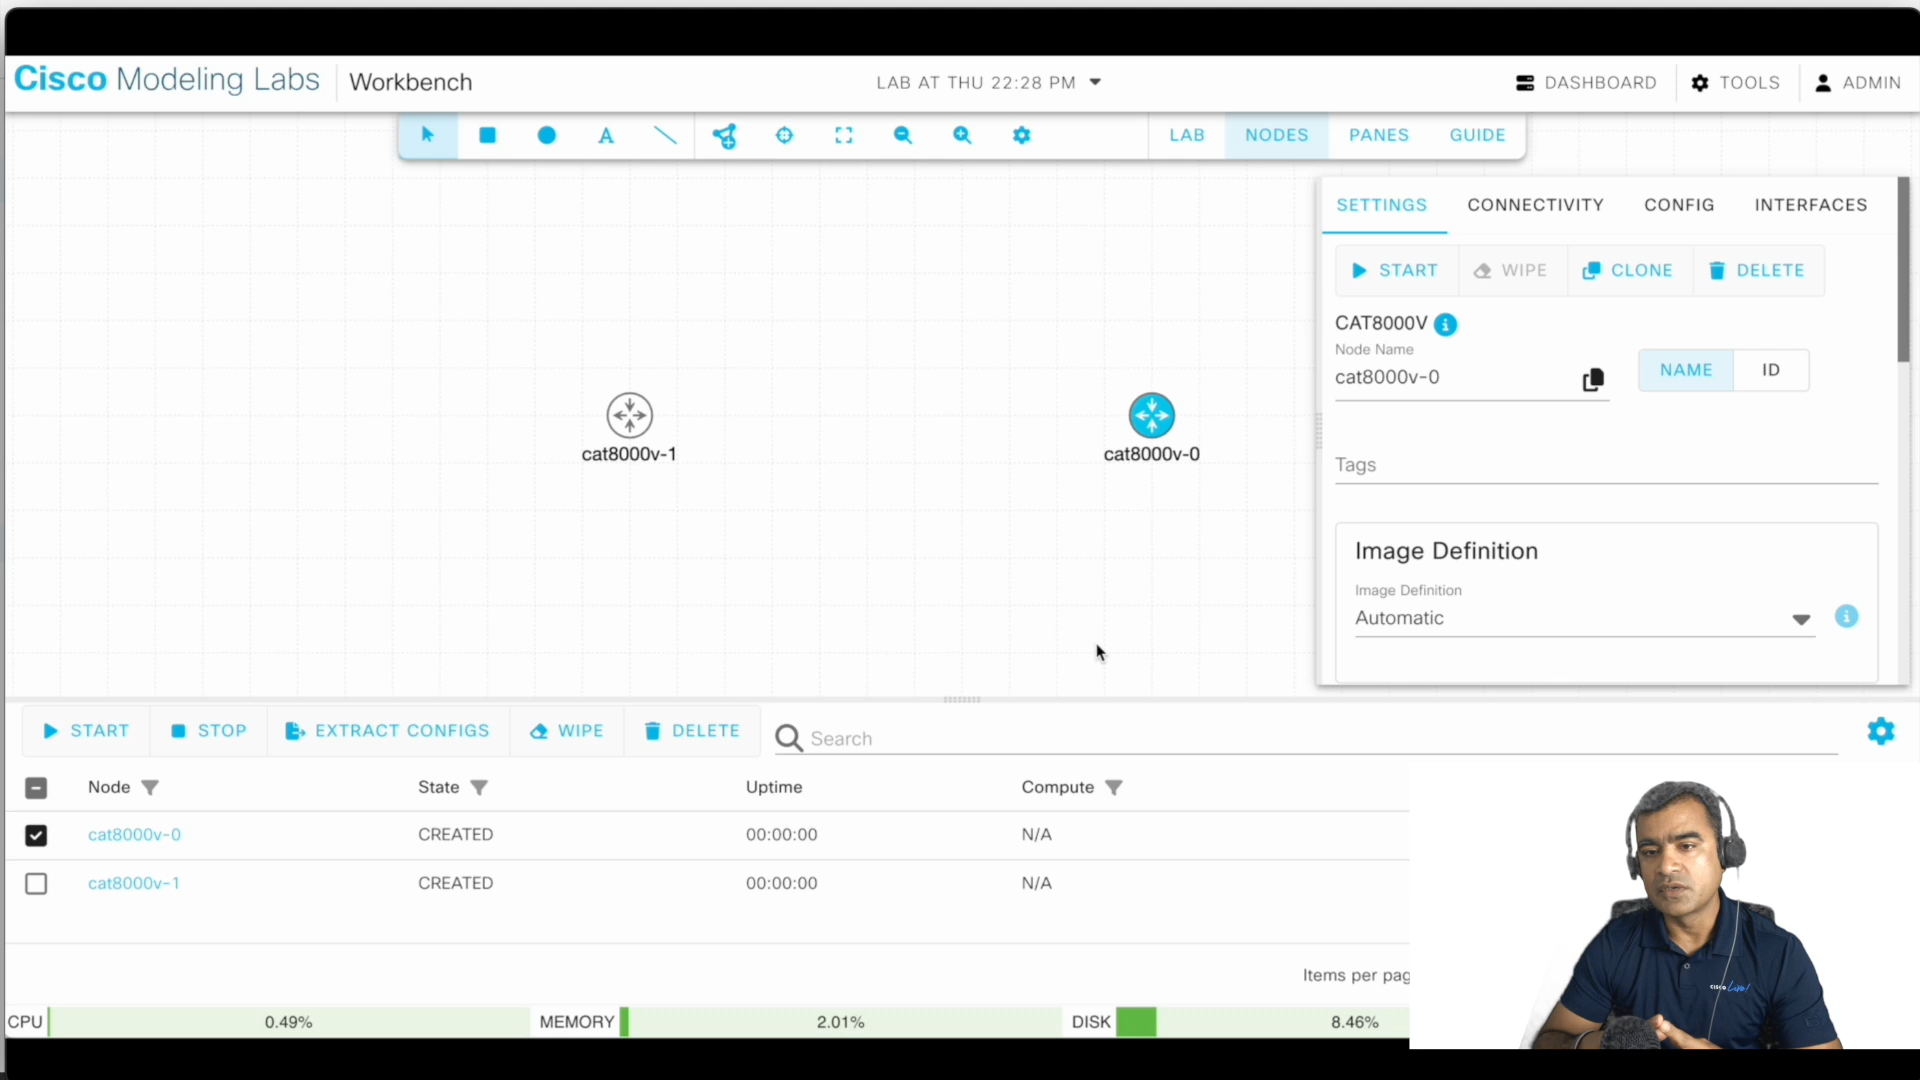 Cisco Modeling Labs Workbench LAB AT THU 22:28 PM DASHBOARD TOOLS ADMIN
A LAB NODES PANES GUIDE
SETTINGS CONNECTIVITY CONFIG INTERFACES
START WIPE CLONE DELETE
CAT8000V
Node Name
cat8000v-0 NAME ID
Tags
Image Definition
Image Definition
Automatic
cat8000v-1 cat8000v-0
START STOP EXTRACT CONFIGS WIPE DELETE Search
Node State Uptime Compute
cat8000v-0 CREATED 00:00:00 N/A
cat8000v-1 CREATED 00:00:00 N/A
Items per pag
CPU 0.49% MEMORY 2.01% DISK 8.46%
cisco Live!